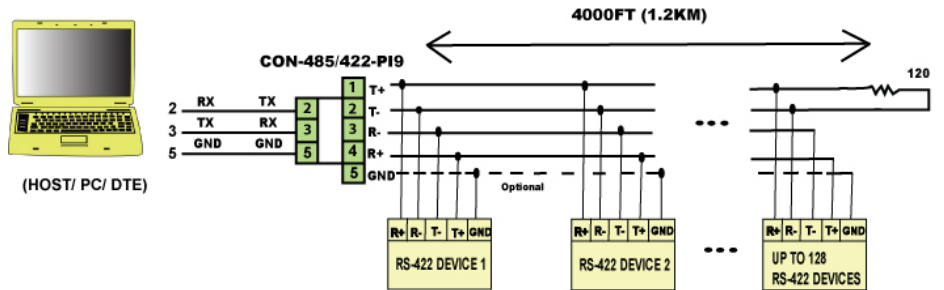 4000FT (1.2KM)
CON-485/422-PI9
120
1 T+
2 RX TX 2 2 T-
3 TX RX 3 3 R-
5 GND GND 5 4 R+
5 GND
Optional
(HOST/ PC/ DTE)
R+ R- T- T+ GND
RS-422 DEVICE 1
R+ R- T- T+ GND
RS-422 DEVICE 2
R+ R- T- T+ GND
UP TO 128
RS-422 DEVICES